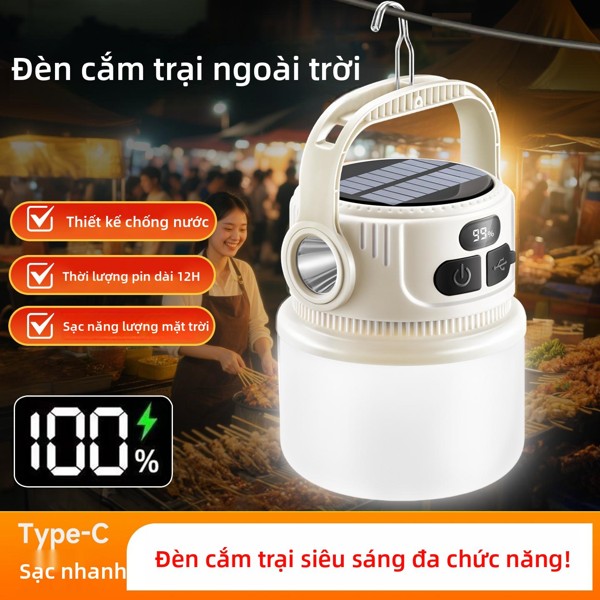 Đèn cắm trại ngoài trời
99%
Thiết kế chống nước
Thời lượng pin dài 12H
Sạc năng lượng mặt trời
100%
Type-C
Sạc nhanh
Đèn cắm trại siêu sáng đa chức năng!